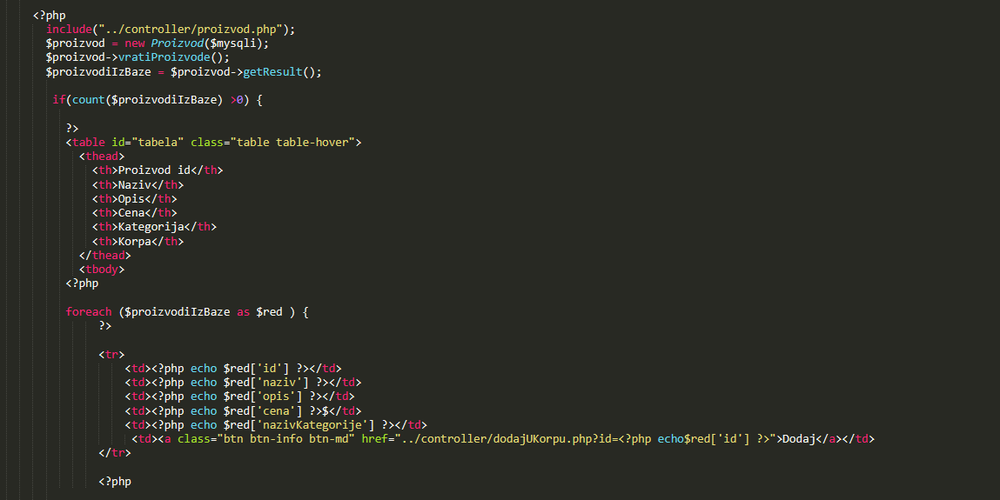 <?php
include("../controller/proizvod.php");
$proizvod = new Proizvod($mysqli);
$proizvod->vratiProizvode();
$proizvodiIzBaze = $proizvod->getResult();
if(count($proizvodiIzBaze) >0) {
?>
<table id="tabela" class="table table-hover">
<thead>
<th>Proizvod id</th>
<th>Naziv</th>
<th>Opis</th>
<th>Cena</th>
<th>Kategorija</th>
<th>Korpa</th>
</thead>
<tbody>
<?php
foreach ($proizvodiIzBaze as $red ) {
?>
<tr>
<td><?php echo $red['id'] ?></td>
<td><?php echo $red['naziv'] ?></td>
<td><?php echo $red['opis'] ?></td>
<td><?php echo $red['cena'] ?>$</td>
<td><?php echo $red['nazivKategorije'] ?></td>
<td><a class="btn btn-info btn-md" href="../controller/dodajUKorpu.php?id=<?php echo$red['id'] ?>">Dodaj</a></td>
</tr>
<?php